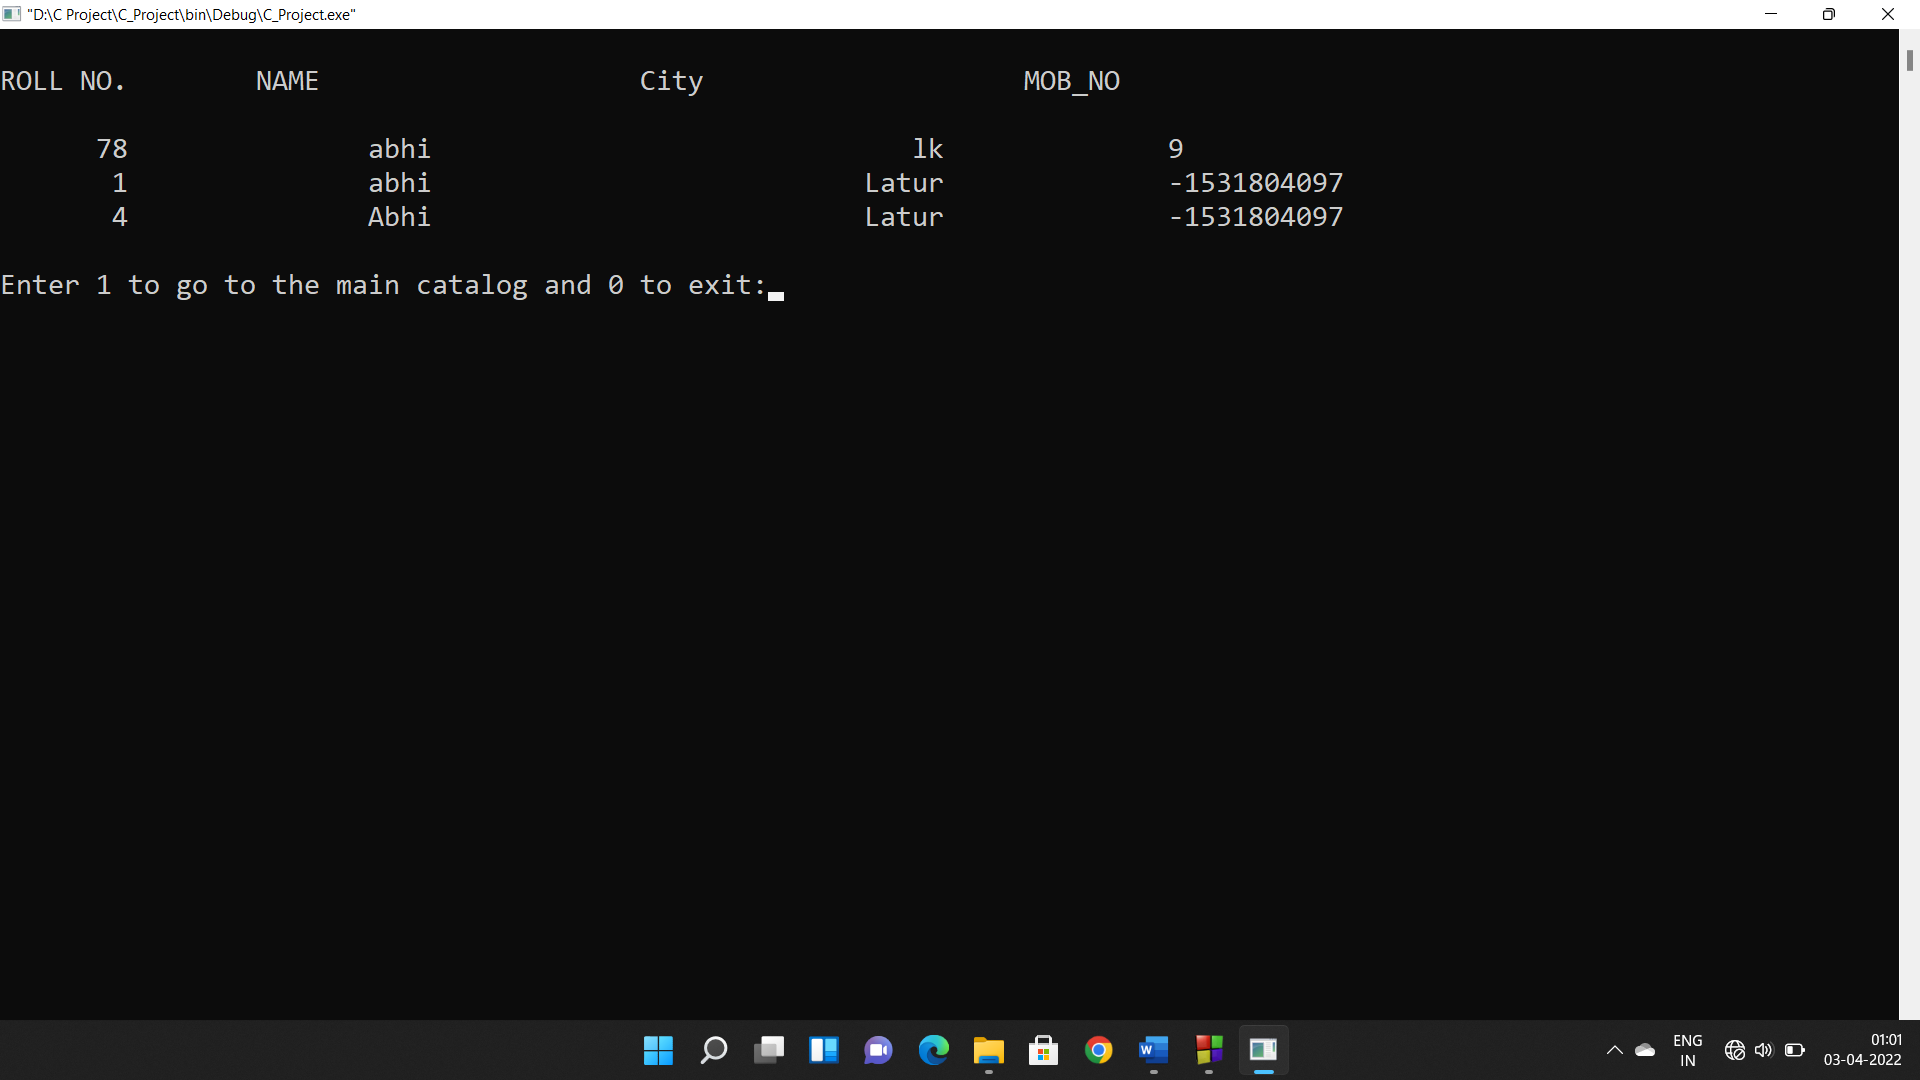 "D:\C Project\C_Project\bin\Debug\C_Project.exe"
ROLL NO. NAME City MOB_NO
78 abhi lk 9
1 abhi Latur -1531804097
4 Abhi Latur -1531804097
Enter 1 to go to the main catalog and 0 to exit:
W
ENG
IN
01:01
03-04-2022